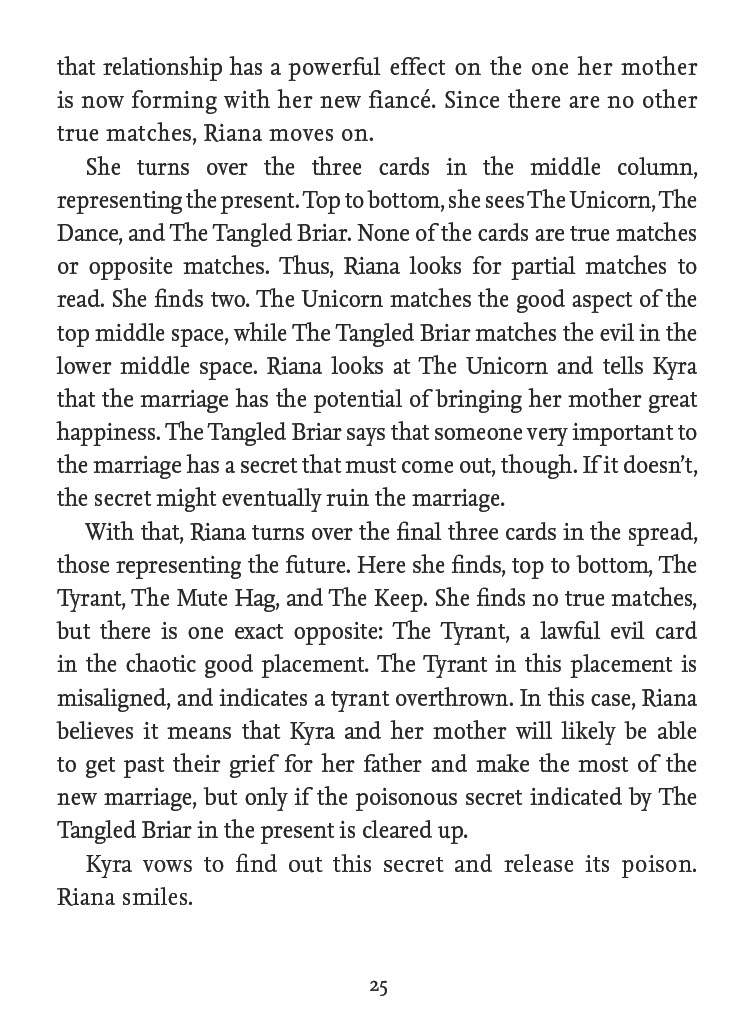 that relationship has a powerful effect on the one her mother
is now forming with her new fiancé. Since there are no other
true matches, Riana moves on.
She turns over the three cards in the middle column,
representing the present. Top to bottom, she sees The Unicorn, The
Dance, and The Tangled Briar. None of the cards are true matches
or opposite matches. Thus, Riana looks for partial matches to
read. She finds two. The Unicorn matches the good aspect of the
top middle space, while The Tangled Briar matches the evil in the
lower middle space. Riana looks at The Unicorn and tells Kyra
that the marriage has the potential of bringing her mother great
happiness. The Tangled Briar says that someone very important to
the marriage has a secret that must come out, though. If it doesn’t,
the secret might eventually ruin the marriage.
With that, Riana turns over the final three cards in the spread,
those representing the future. Here she finds, top to bottom, The
Tyrant, The Mute Hag, and The Keep. She finds no true matches,
but there is one exact opposite: The Tyrant, a lawful evil card
in the chaotic good placement. The Tyrant in this placement is
misaligned, and indicates a tyrant overthrown. In this case, Riana
believes it means that Kyra and her mother will likely be able
to get past their grief for her father and make the most of the
new marriage, but only if the poisonous secret indicated by The
Tangled Briar in the present is cleared up.
Kyra vows to find out this secret and release its poison.
Riana smiles.
25